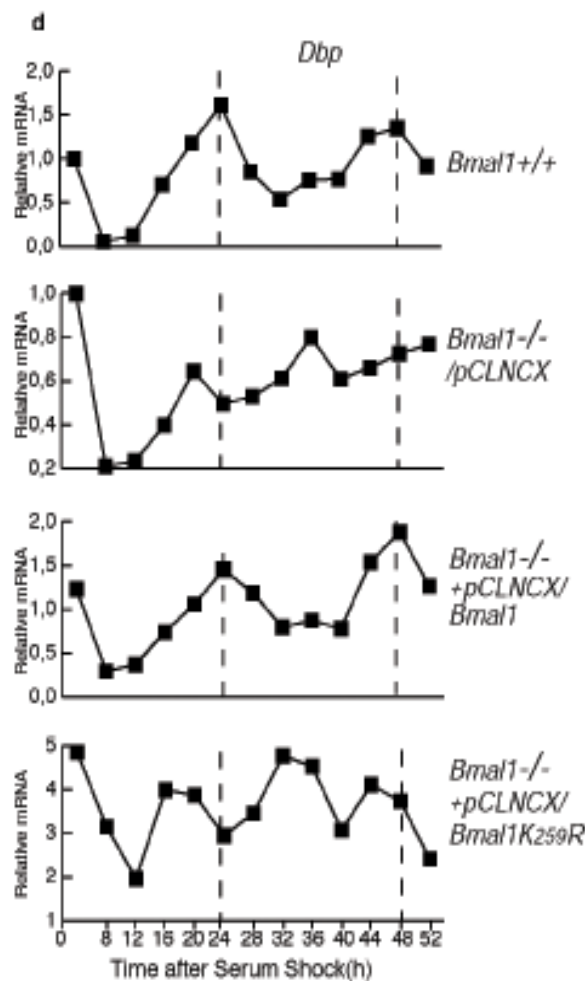 d
Dbp
Relative mRNA
2,0
1,5
1,0
0,5
0,0
Bmal1+/+
Relative mRNA
1,0
0,8
0,6
0,4
0,2
Bmal1-/-
/pCLNCX
Relative mRNA
2,0
1,5
1,0
0,5
0,0
Bmal1-/-
+pCLNCX/
Bmal1
Relative mRNA
5
4
3
2
1
Bmal1-/-
+pCLNCX/
Bmal1K259R
0 8 12 16 20 24 28 32 36 40 44 48 52
Time after Serum Shock(h)